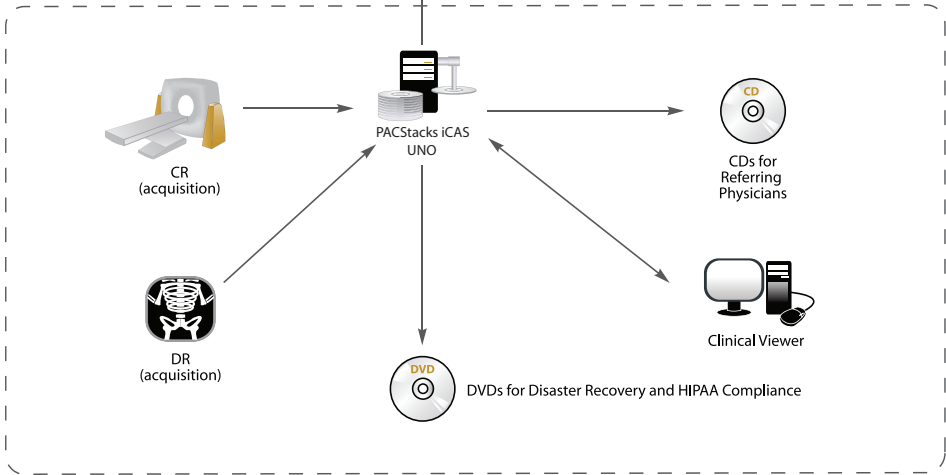 PACStacks iCAS
UNO
CR
(acquisition)
CD
CDs for
Referring
Physicians
DR
(acquisition)
Clinical Viewer
DVD
DVDs for Disaster Recovery and HIPAA Compliance